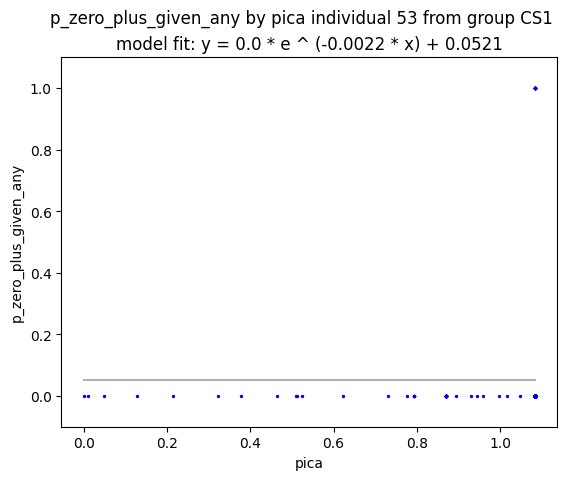 p_zero_plus_given_any by pica individual 53 from group CS1
model fit: y = 0.0 * e ^ (-0.0022 * x) + 0.0521
1.0
0.8
0.6
0.4
0.2
0.0
p_zero_plus_given_any
0.0 0.2 0.4 0.6 0.8 1.0
pica